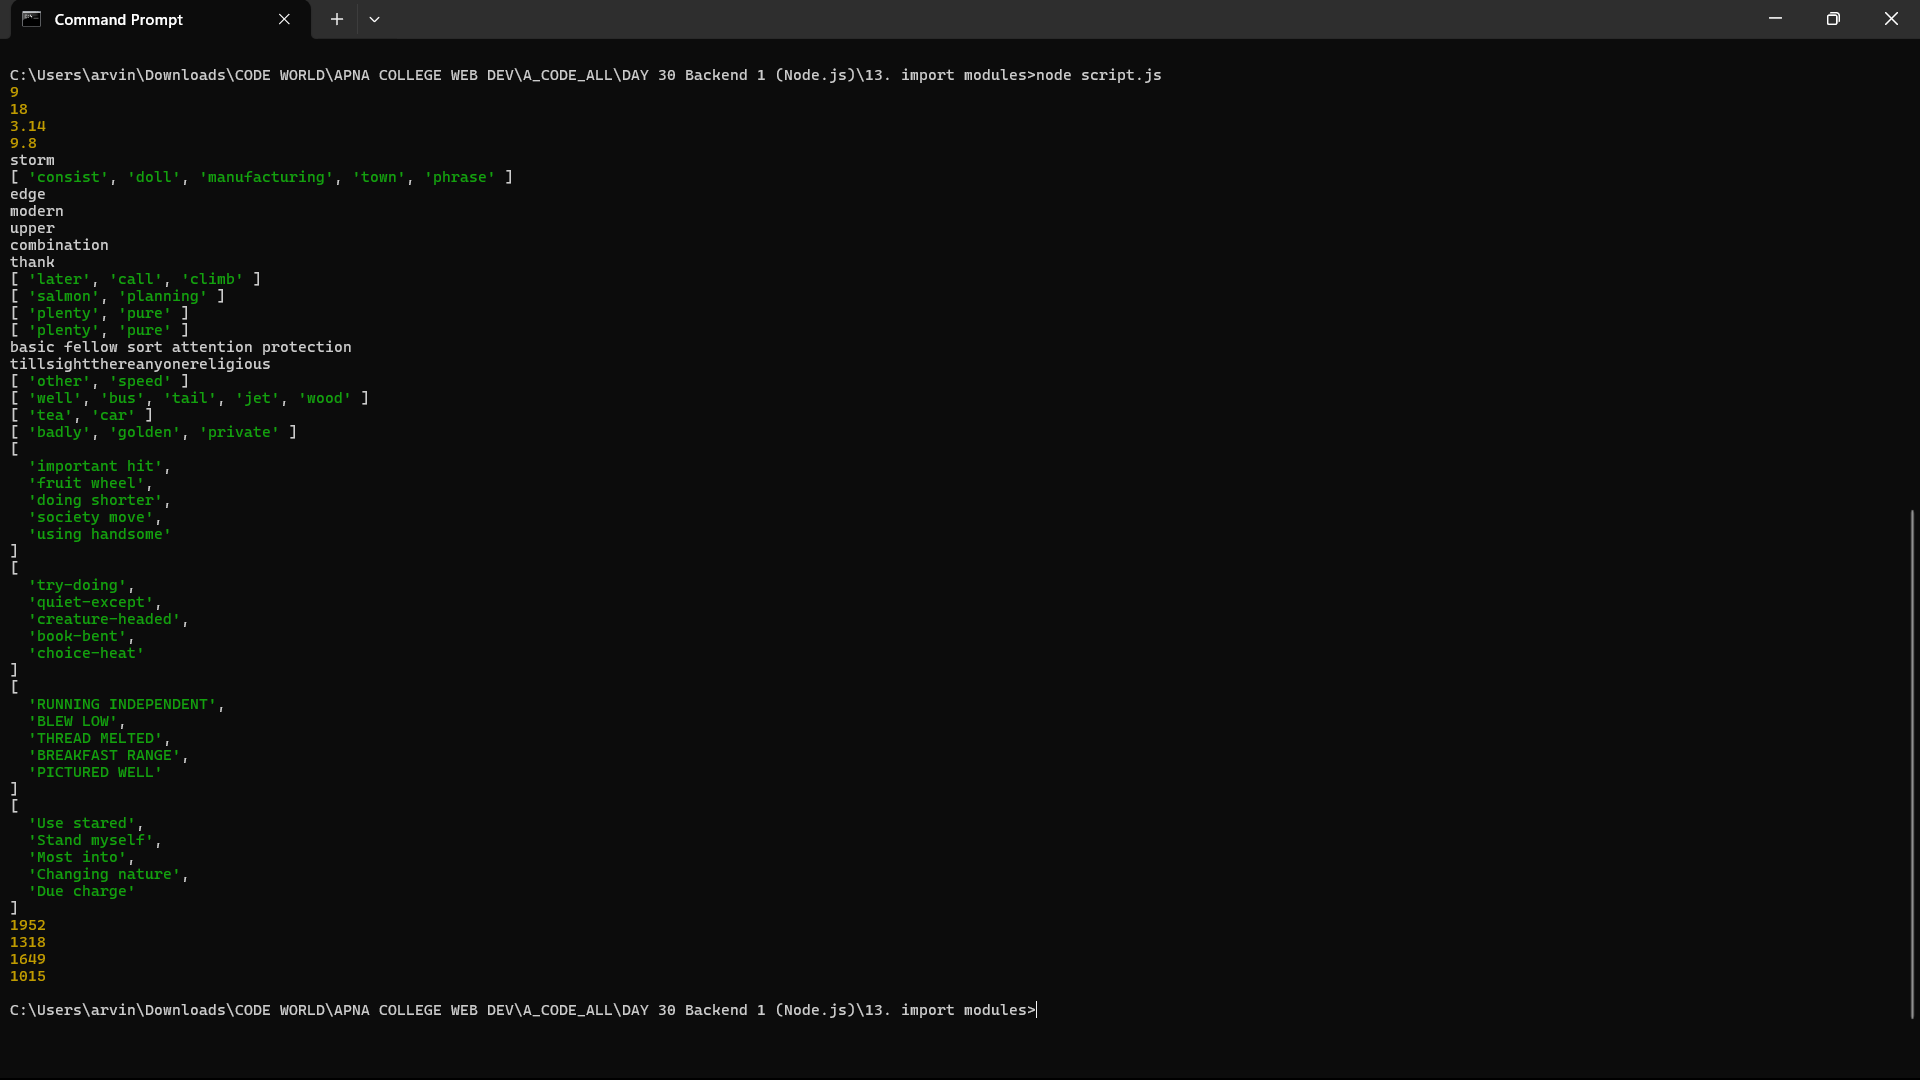 Command Prompt
C:\Users\arvin\Downloads\CODE WORLD\APNA COLLEGE WEB DEV\A_CODE_ALL\DAY 30 Backend 1 (Node.js)\13. import modules>node script.js
9
18
3.14
9.8
storm
[ 'consist', 'doll', 'manufacturing', 'town', 'phrase' ]
edge
modern
upper
combination
thank
[ 'later', 'call', 'climb' ]
[ 'salmon', 'planning' ]
[ 'plenty', 'pure' ]
[ 'plenty', 'pure' ]
basic fellow sort attention protection
tillsightthereanyonereligious
[ 'other', 'speed' ]
[ 'well', 'bus', 'tail', 'jet', 'wood' ]
[ 'tea', 'car' ]
[ 'badly', 'golden', 'private' ]
[
  'important hit',
  'fruit wheel',
  'doing shorter',
  'society move',
  'using handsome'
]
[
  'try-doing',
  'quiet-except',
  'creature-headed',
  'book-bent',
  'choice-heat'
]
[
  'RUNNING INDEPENDENT',
  'BLEW LOW',
  'THREAD MELTED',
  'BREAKFAST RANGE',
  'PICTURED WELL'
]
[
  'Use stared',
  'Stand myself',
  'Most into',
  'Changing nature',
  'Due charge'
]
1952
1318
1649
1015
C:\Users\arvin\Downloads\CODE WORLD\APNA COLLEGE WEB DEV\A_CODE_ALL\DAY 30 Backend 1 (Node.js)\13. import modules>